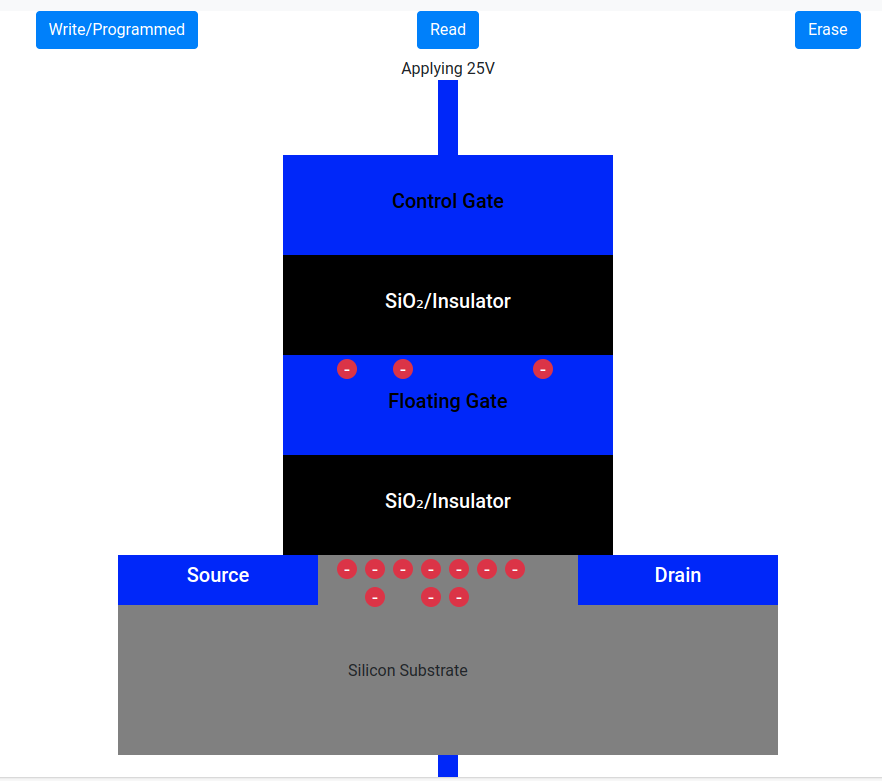 Write/Programmed Read Erase
Applying 25V
Control Gate
SiO₂/Insulator
- - -
Floating Gate
SiO₂/Insulator
- - - - - - -
Source Drain
- - -
Silicon Substrate